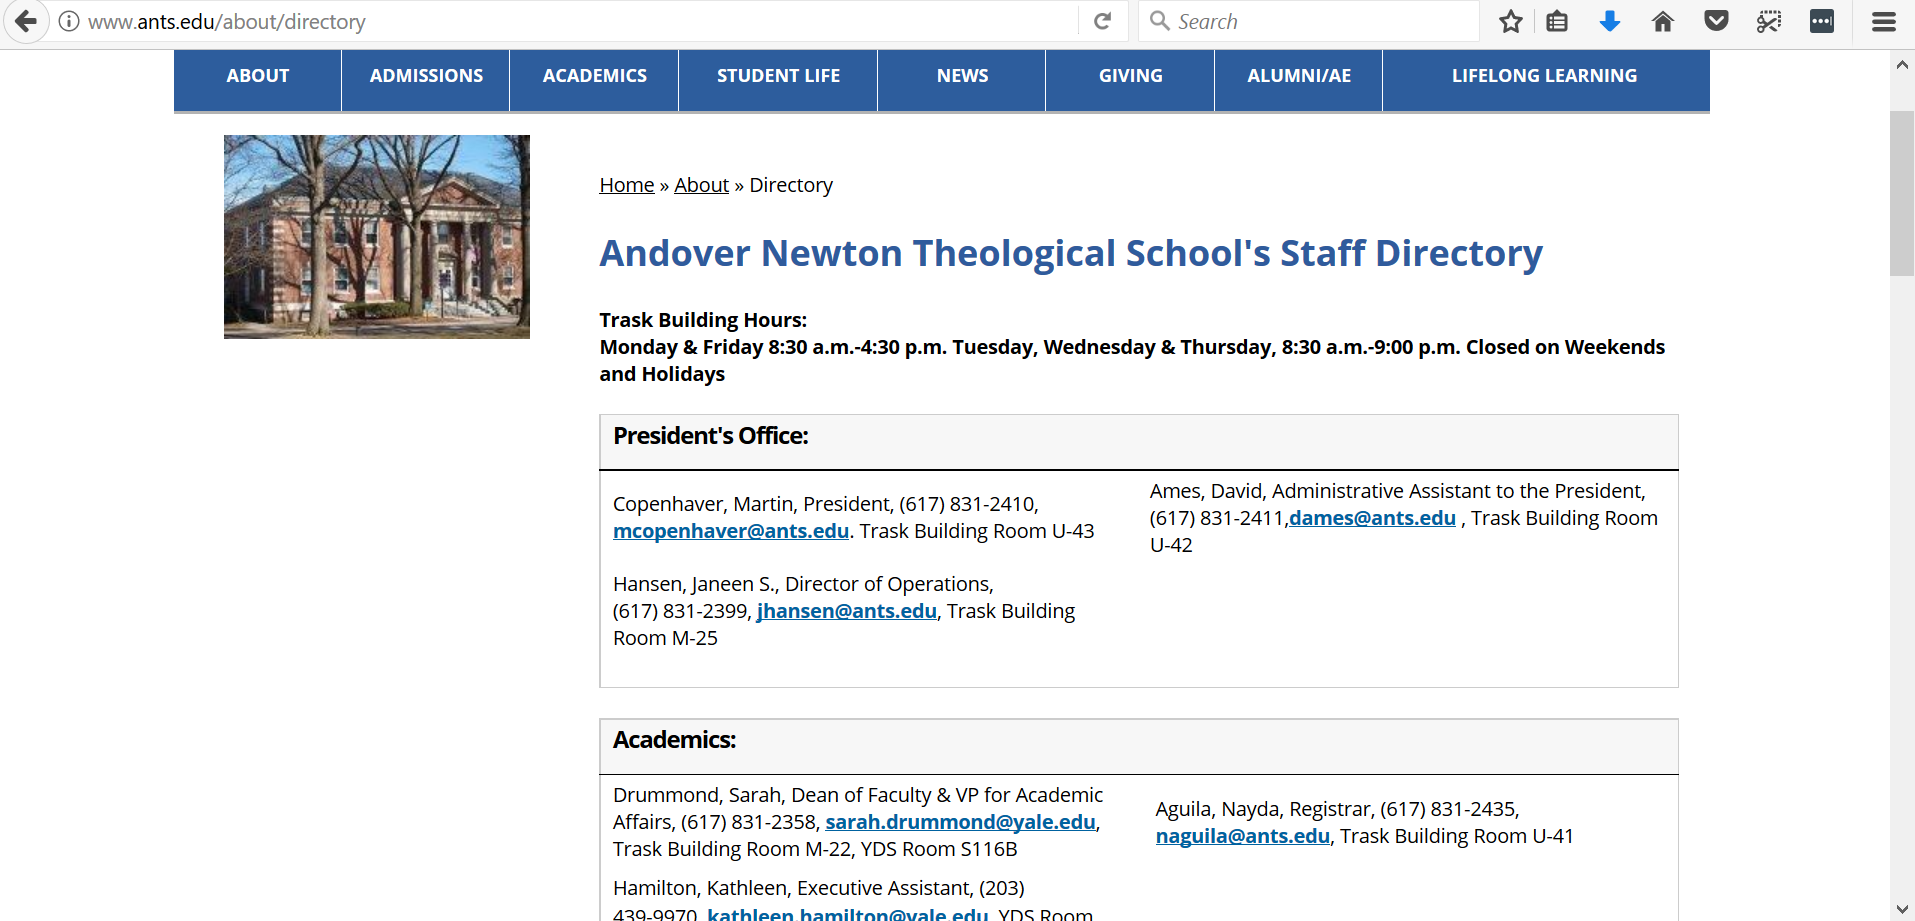 www.ants.edu/about/directory
Search
ABOUT ADMISSIONS ACADEMICS STUDENT LIFE NEWS GIVING ALUMNI/AE LIFELONG LEARNING
Home » About » Directory
Andover Newton Theological School's Staff Directory
Trask Building Hours:
Monday & Friday 8:30 a.m.-4:30 p.m. Tuesday, Wednesday & Thursday, 8:30 a.m.-9:00 p.m. Closed on Weekends
and Holidays
President's Office:
Copenhaver, Martin, President, (617) 831-2410,
mcopenhaver@ants.edu. Trask Building Room U-43
Hansen, Janeen S., Director of Operations,
(617) 831-2399, jhansen@ants.edu, Trask Building
Room M-25
Ames, David, Administrative Assistant to the President,
(617) 831-2411,dames@ants.edu , Trask Building Room
U-42
Academics:
Drummond, Sarah, Dean of Faculty & VP for Academic
Affairs, (617) 831-2358, sarah.drummond@yale.edu,
Trask Building Room M-22, YDS Room S116B
Hamilton, Kathleen, Executive Assistant, (203)
439-9970, kathleen.hamilton@yale.edu, YDS Room
Aguila, Nayda, Registrar, (617) 831-2435,
naguila@ants.edu, Trask Building Room U-41